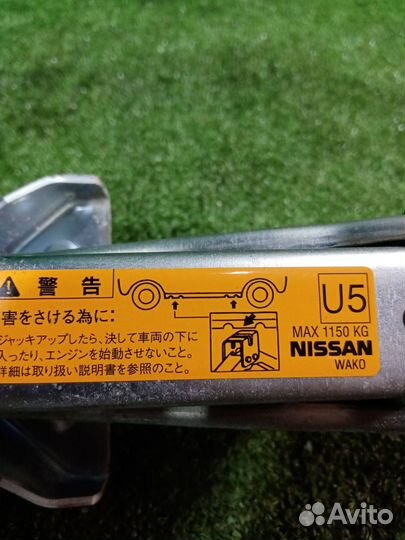 警告
害をさける為に:
ジャッキアップしたら、決して車両の下に
入ったり、エンジンを始動させないこと。
詳細は取り扱い説明書を参照のこと。
U5
MAX 1150 KG
NISSAN
WAKO
Avito